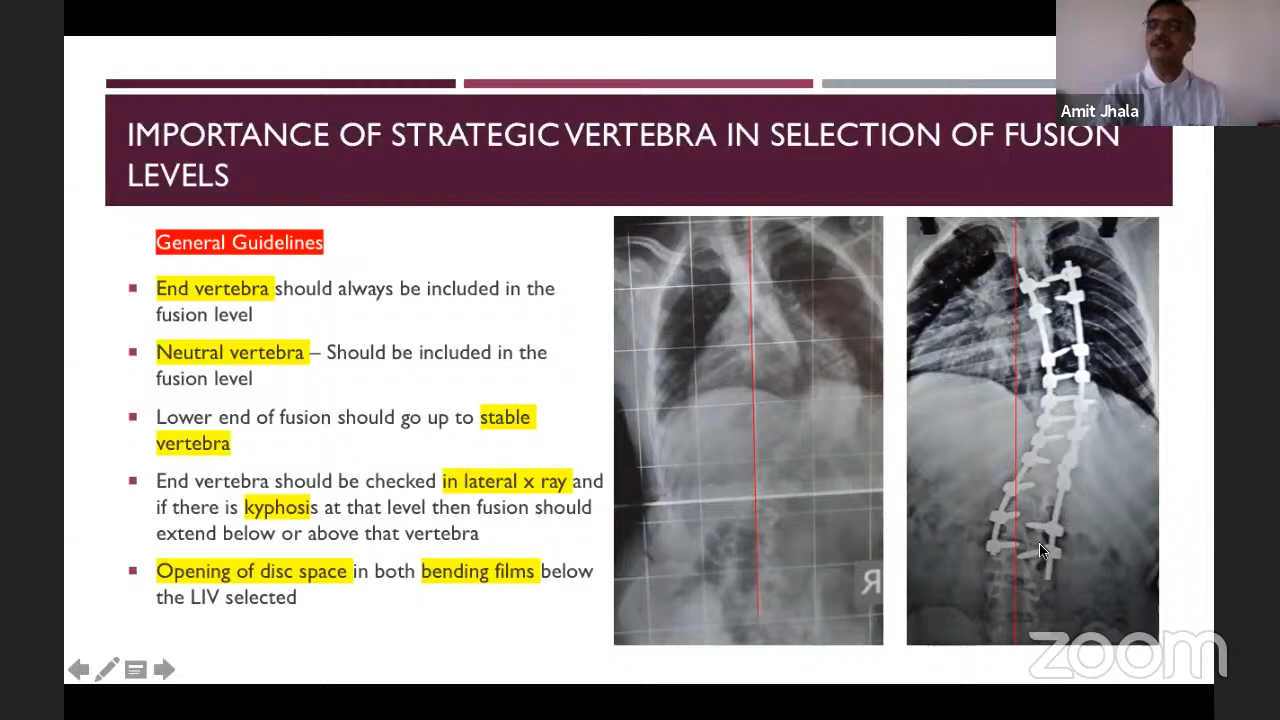 Amit Jhala
IMPORTANCE OF STRATEGIC VERTEBRA IN SELECTION OF FUSION
LEVELS
General Guidelines
End vertebra should always be included in the
fusion level
Neutral vertebra – Should be included in the
fusion level
Lower end of fusion should go up to stable
vertebra
End vertebra should be checked in lateral x ray and
if there is kyphosis at that level then fusion should
extend below or above that vertebra
Opening of disc space in both bending films below
the LIV selected
R
zoom